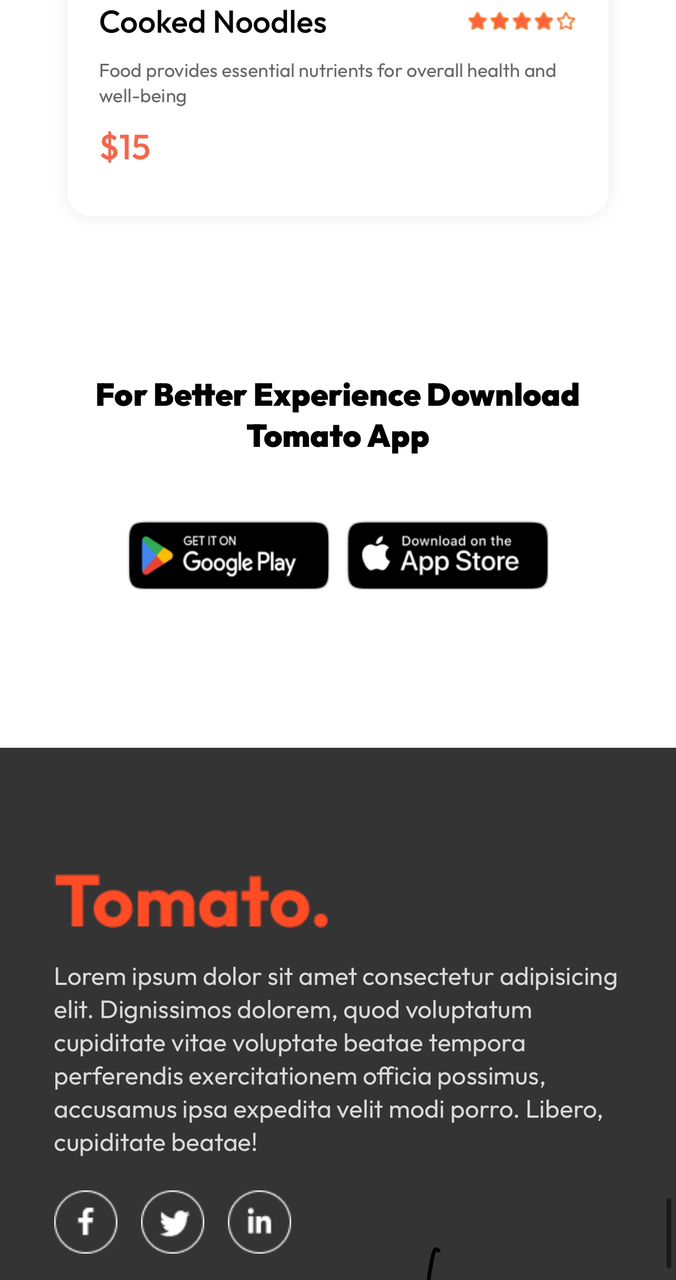 Cooked Noodles
Food provides essential nutrients for overall health and
well-being
$15
For Better Experience Download
Tomato App
GET IT ON
Google Play
Download on the
App Store
Tomato.
Lorem ipsum dolor sit amet consectetur adipisicing
elit. Dignissimos dolorem, quod voluptatum
cupiditate vitae voluptate beatae tempora
perferendis exercitationem officia possimus,
accusamus ipsa expedita velit modi porro. Libero,
cupiditate beatae!
f
in